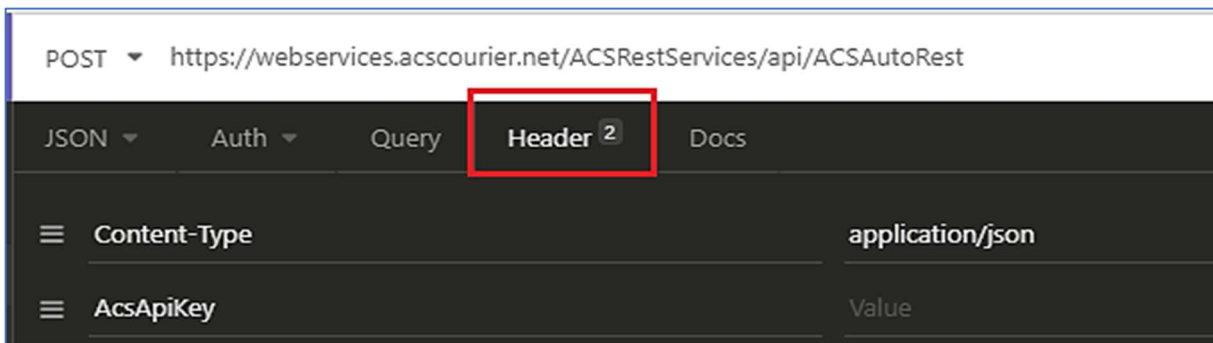 POST https://webservices.acscourier.net/ACSRestServices/api/ACSAutoRest
JSON Auth Query Header 2 Docs
Content-Type application/json
AcsApiKey Value